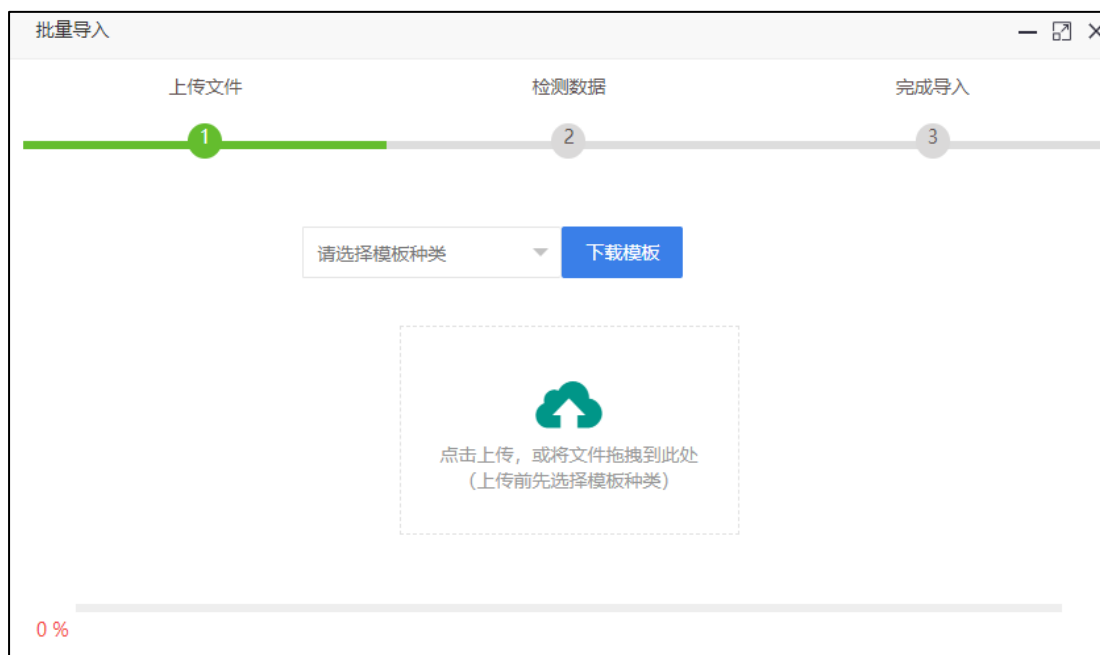 批量导入
上传文件 检测数据 完成导入
1 2 3
请选择模板种类 下载模板
点击上传，或将文件拖拽到此处
（上传前先选择模板种类）
0 %